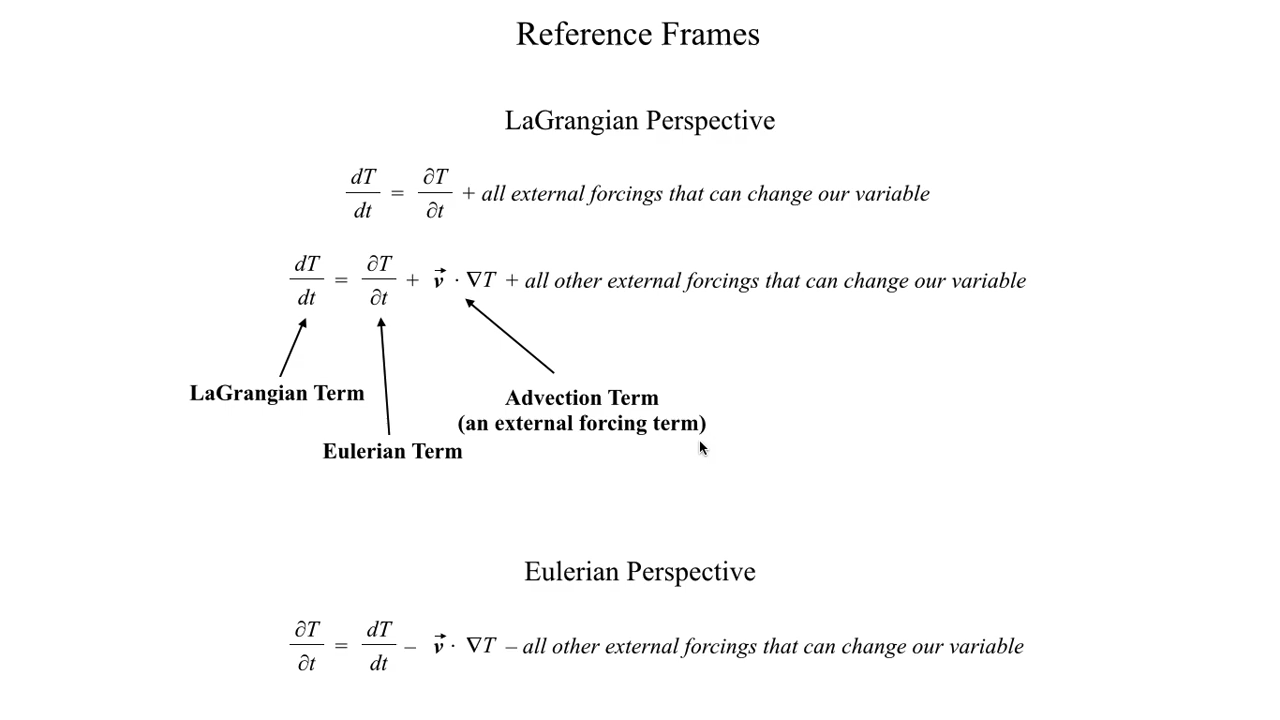 Reference Frames
LaGrangian Perspective
dT/dt = ∂T/∂t + all external forcings that can change our variable
dT/dt = ∂T/∂t + v⃗ · ∇T + all other external forcings that can change our variable
LaGrangian Term
Advection Term
(an external forcing term)
Eulerian Term
Eulerian Perspective
∂T/∂t = dT/dt – v⃗ · ∇T – all other external forcings that can change our variable